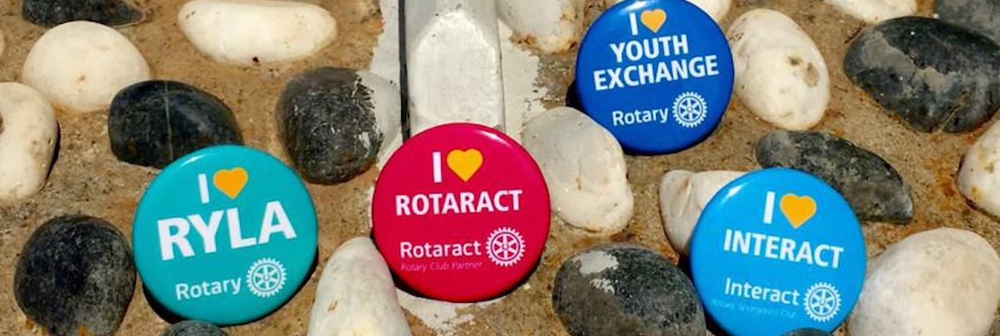 I
RYLA
Rotary
I
ROTARACT
Rotaract
Rotary Club Partner
I
YOUTH
EXCHANGE
Rotary
I
INTERACT
Interact
Rotary Sponsored Club